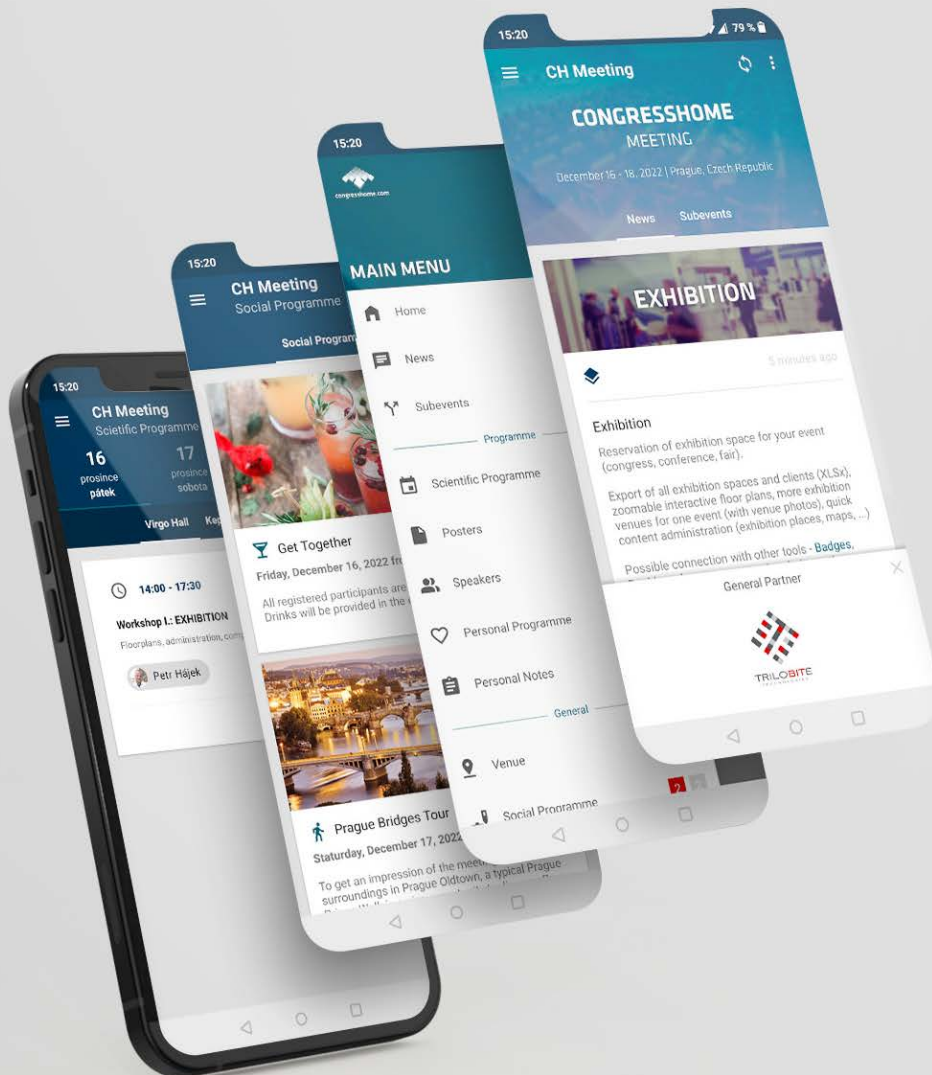 15:20
CH Meeting
Scietific Programme
16
prosince
pátek
17
prosince
sobota
Virgo Hall
14:00 - 17:30
Workshop I.: EXHIBITION
Floorplans, administration,
Petr Hájek
15:20
CH Meeting
Social Programme
Social
Get Together
Friday, December 16, 2022
All registered participants are
Drinks will be provided in the
Prague Bridges Tour
Staturday, December 17, 2022
To get an impression of the
surroundings in Prague Oldtown, a typical Prague
15:20
congresshome.com
MAIN MENU
Home
News
Subevents
Programme
Scientific Programme
Posters
Speakers
Personal Programme
Personal Notes
General
Venue
Social Programme
2
15:20
79 %
CH Meeting
CONGRESSHOME
MEETING
December 16 - 18, 2022 | Prague, Czech Republic
News Subevents
EXHIBITION
5 minutes ago
Exhibition
Reservation of exhibition space for your event
(congress, conference, fair).
Export of all exhibition spaces and clients (XLSx),
zoomable interactive floor plans, more exhibition
venues for one event (with venue photos), quick
content administration (exhibition places, maps, ...)
Possible connection with other tools - Badges,
General Partner
TRILOBITE